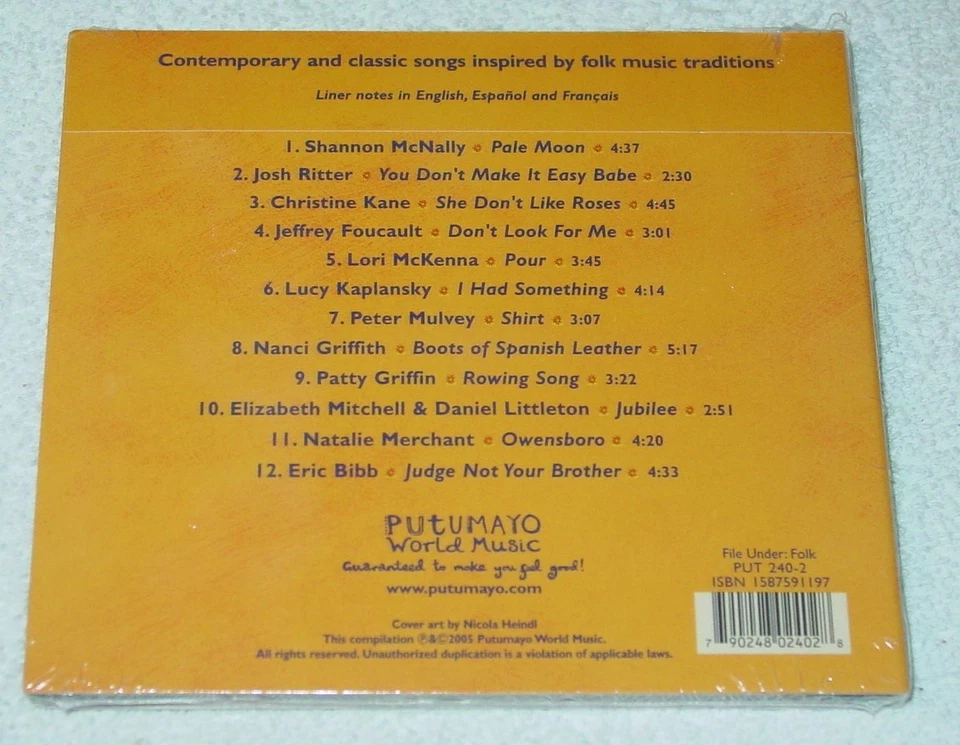 Contemporary and classic songs inspired by folk music traditions
Liner notes in English, Español and Français
1. Shannon McNally Pale Moon 4:37
2. Josh Ritter You Don't Make It Easy Babe 2:30
3. Christine Kane She Don't Like Roses 4:45
4. Jeffrey Foucault Don't Look For Me 3:01
5. Lori McKenna Pour 3:45
6. Lucy Kaplansky I Had Something 4:14
7. Peter Mulvey Shirt 3:07
8. Nanci Griffith Boots of Spanish Leather 5:17
9. Patty Griffin Rowing Song 3:22
10. Elizabeth Mitchell & Daniel Littleton Jubilee 2:51
11. Natalie Merchant Owensboro 4:20
12. Eric Bibb Judge Not Your Brother 4:33
PUTUMAYO
World Music
Guaranteed to make you feel good!
www.putumayo.com
Cover art by Nicola Heindl
This compilation ℗&©2005 Putumayo World Music.
All rights reserved. Unauthorized duplication is a violation of applicable laws.
File Under: Folk
PUT 240-2
ISBN 1587591197
7 90248 02402 8